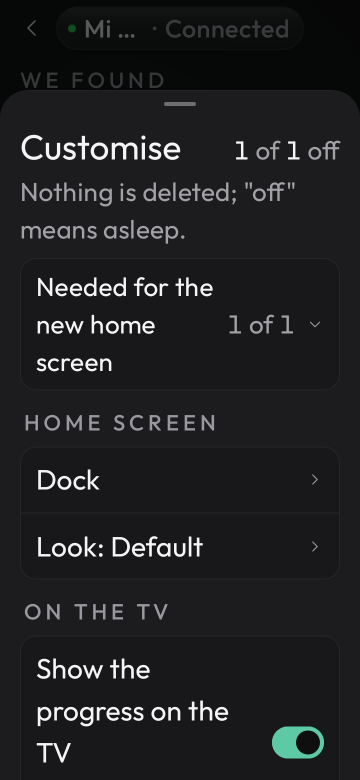 Mi ... · Connected
WE FOUND
Customise 1 of 1 off
Nothing is deleted; "off"
means asleep.
Needed for the
new home 1 of 1
screen
HOME SCREEN
Dock
Look: Default
ON THE TV
Show the
progress on the
TV